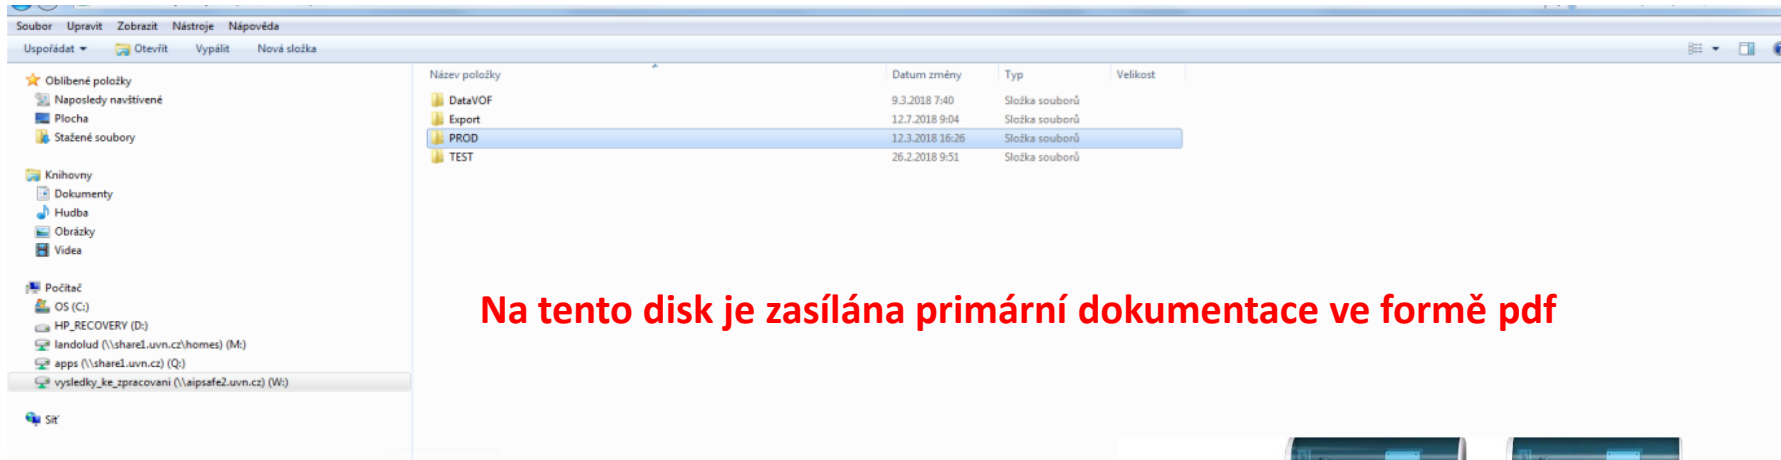 Soubor Upravit Zobrazit Nástroje Nápověda
Uspořádat Otevřít Vypálit Nová složka
Oblíbené položky
Naposledy navštívené
Plocha
Stažené soubory
Knihovny
Dokumenty
Hudba
Obrázky
Videa
Počítač
OS (C:)
HP_RECOVERY (D:)
landolud (\\share1.uvn.cz\homes) (M:)
apps (\\share1.uvn.cz) (Q:)
vysledky_ke_zpracovani (\\aipsafe2.uvn.cz) (W:)
Síť
Název položky Datum změny Typ Velikost
DataVOF 9.3.2018 7:40 Složka souborů
Export 12.7.2018 9:04 Složka souborů
PROD 12.3.2018 16:26 Složka souborů
TEST 26.2.2018 9:51 Složka souborů
Na tento disk je zasílána primární dokumentace ve formě pdf